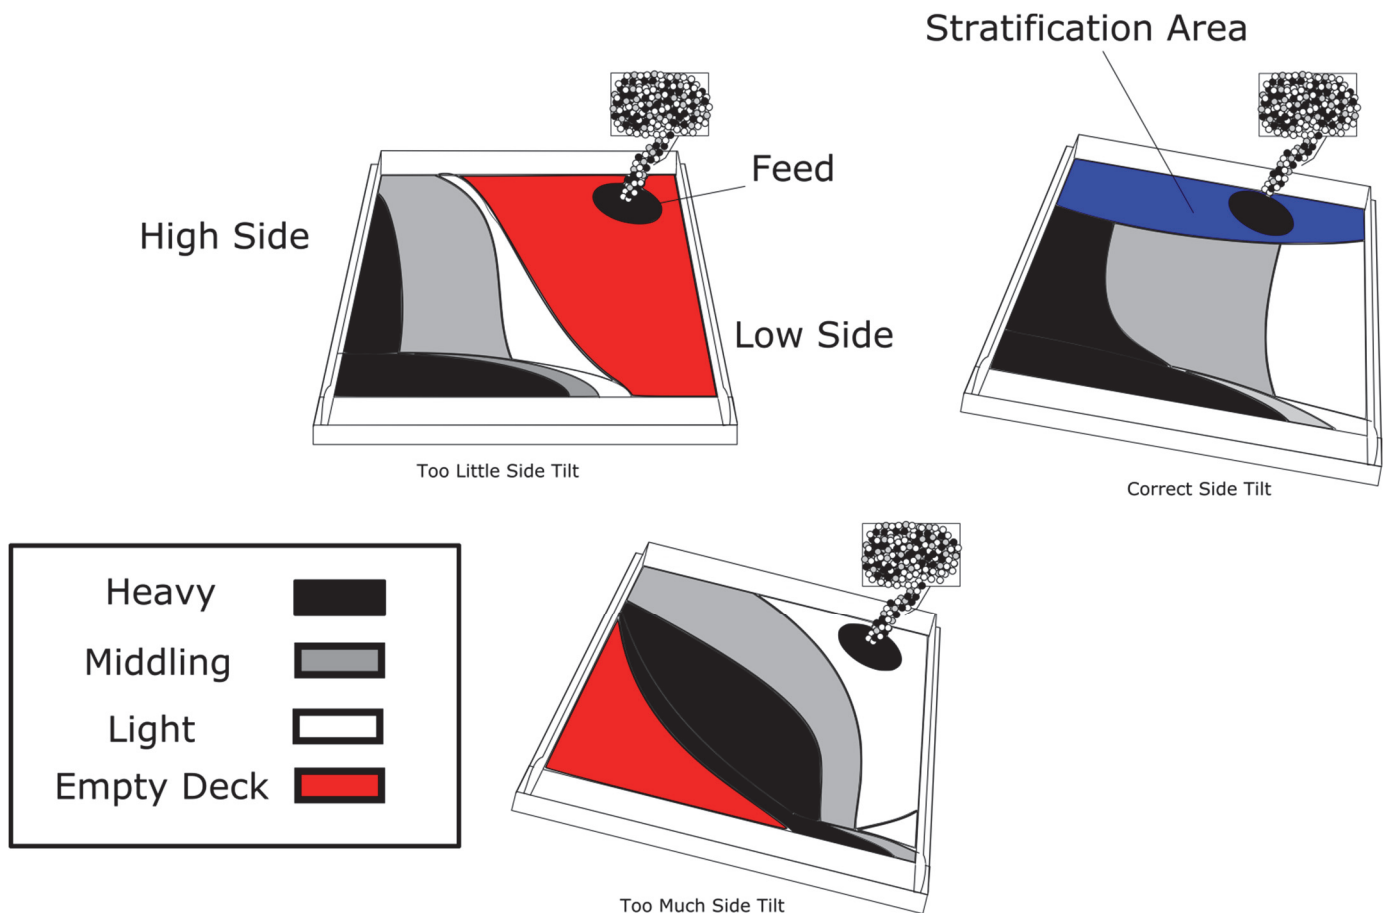 Stratification Area
Feed
High Side
Low Side
Too Little Side Tilt
Correct Side Tilt
Heavy
Middling
Light
Empty Deck
Too Much Side Tilt